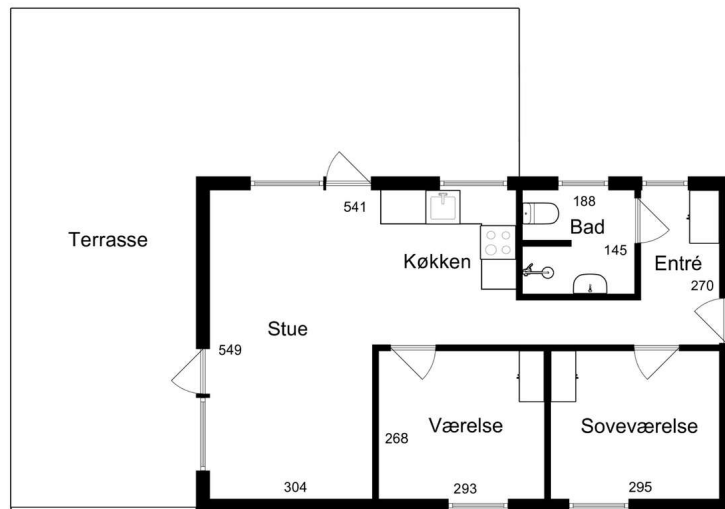 188
541
Bad
Terrasse
145
Køkken
Entré
270
Stue
549
Værelse
Soveværelse
268
304
293
295